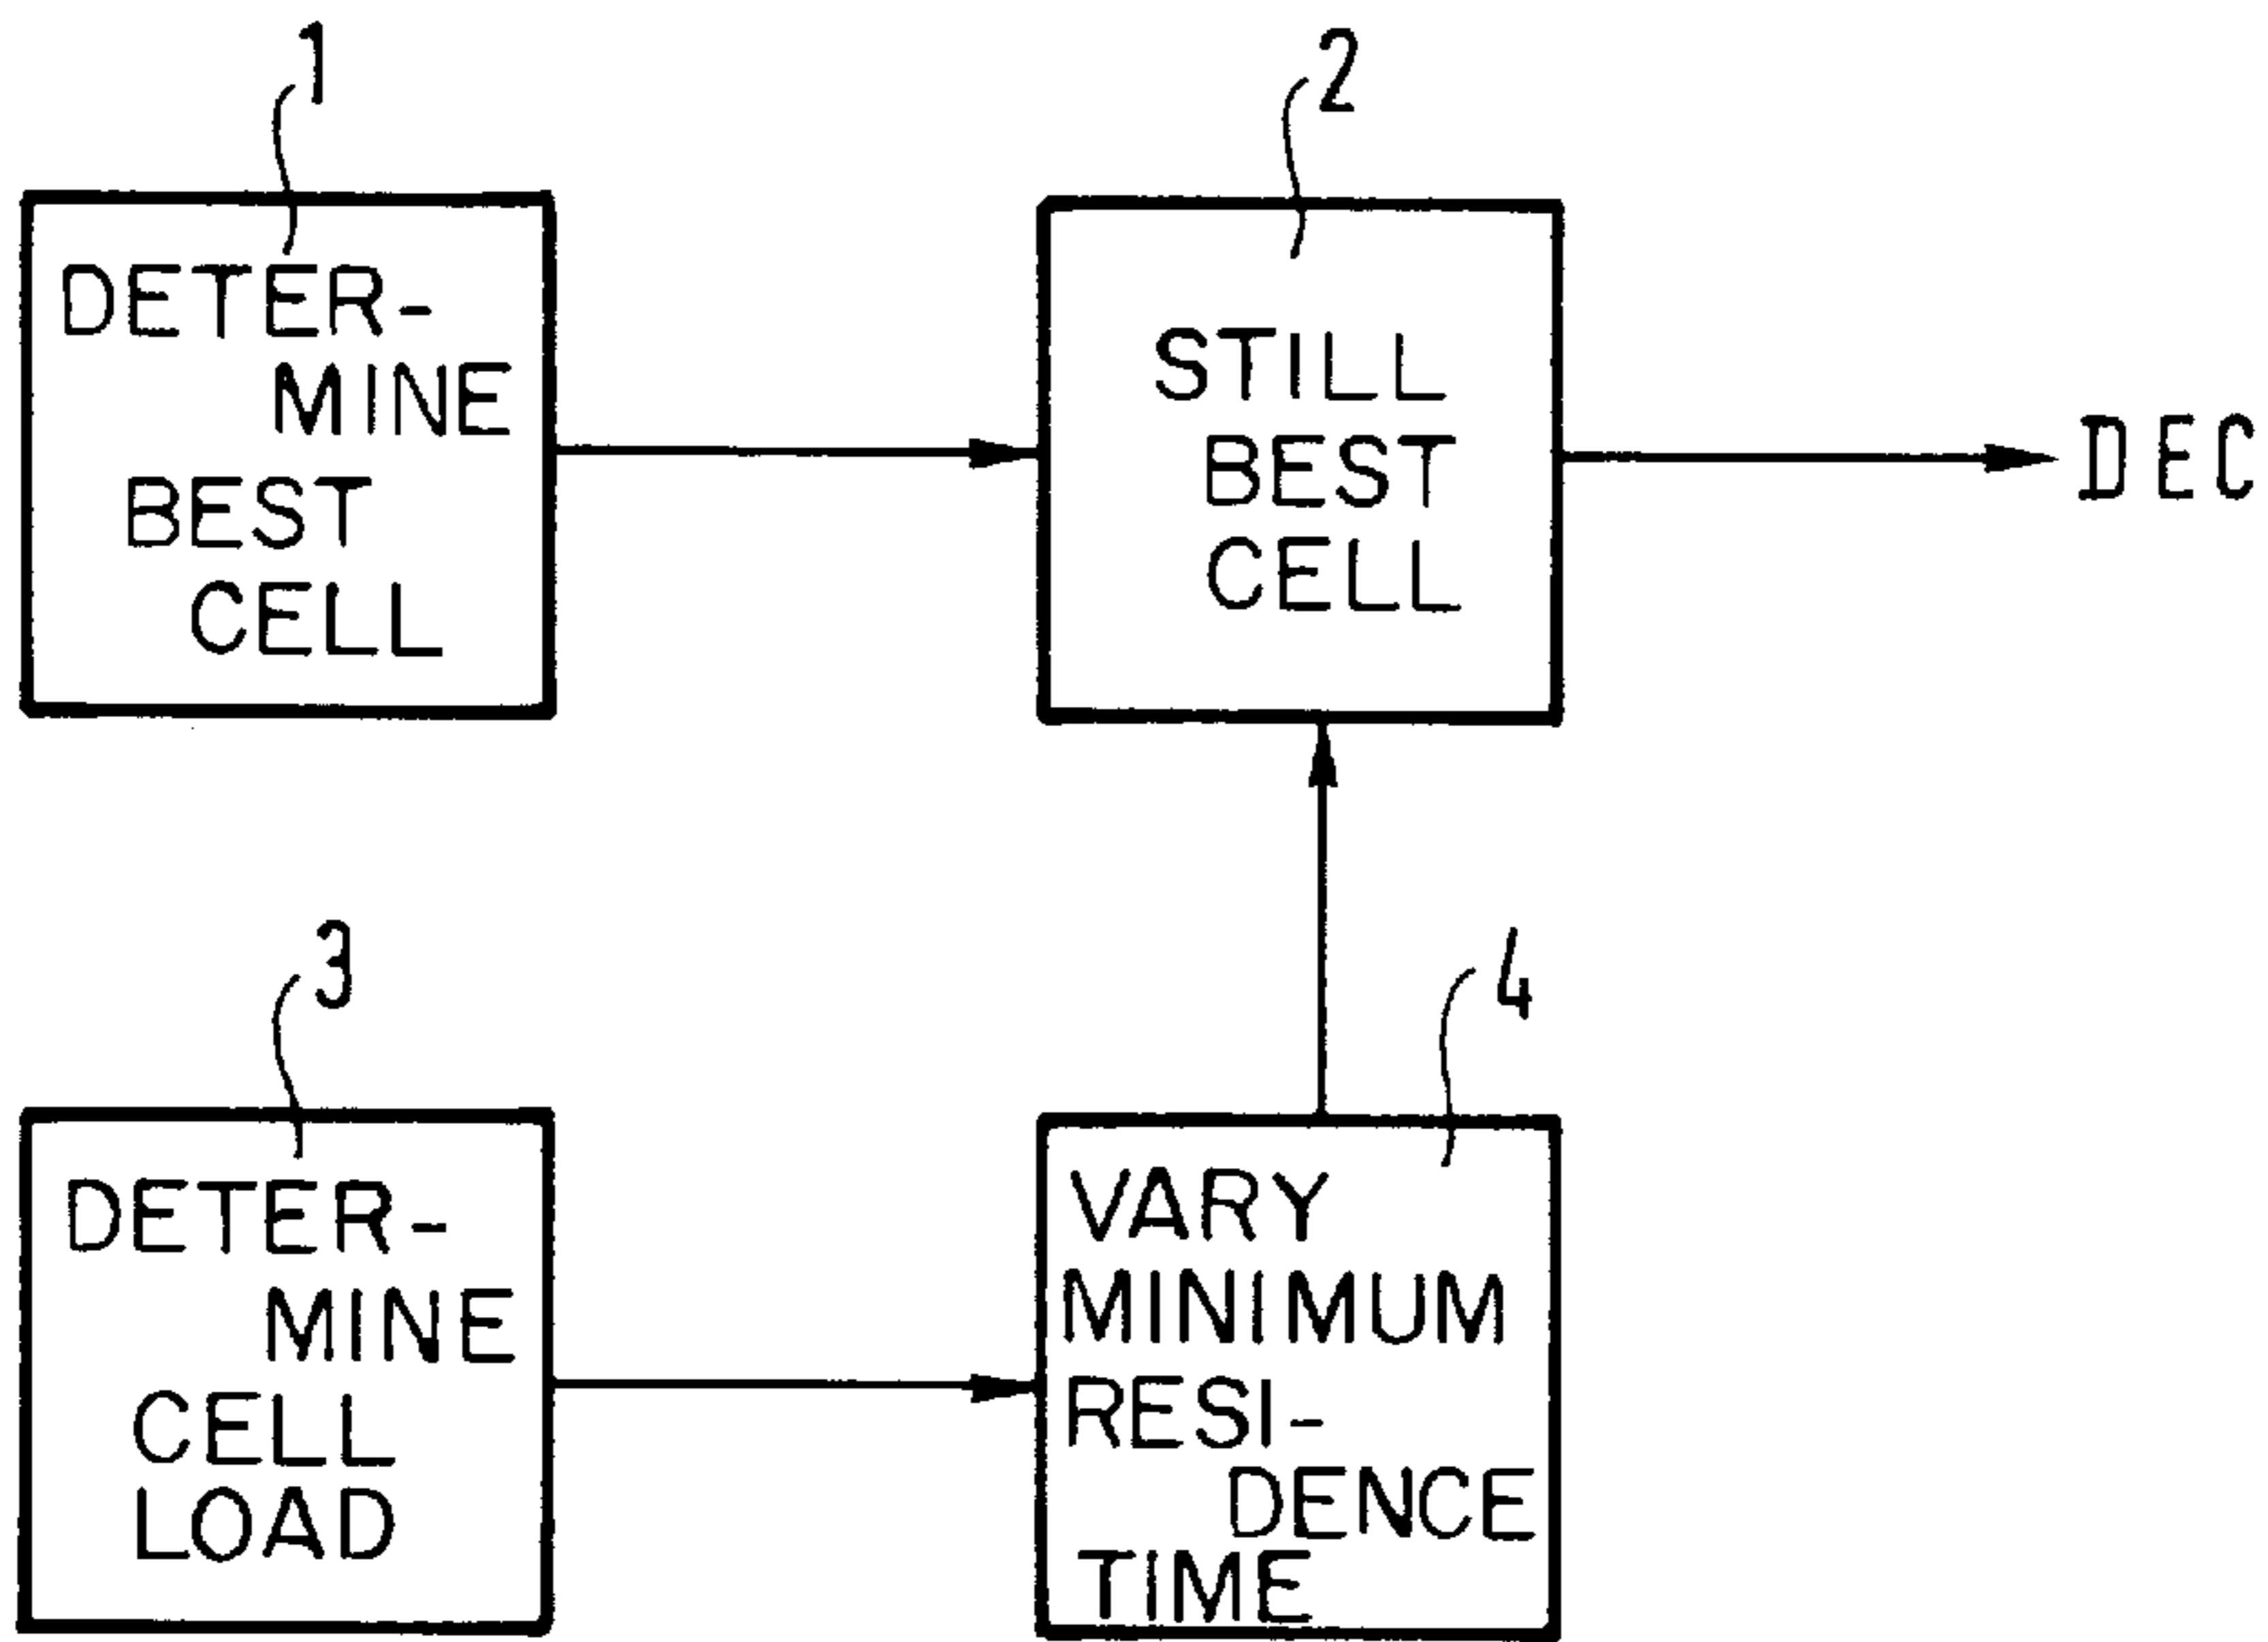 1
DETER-
MINE
BEST
CELL
2
STILL
BEST
CELL
DEC
3
DETER-
MINE
CELL
LOAD
4
VARY
MINIMUM
RESI-
DENCE
TIME